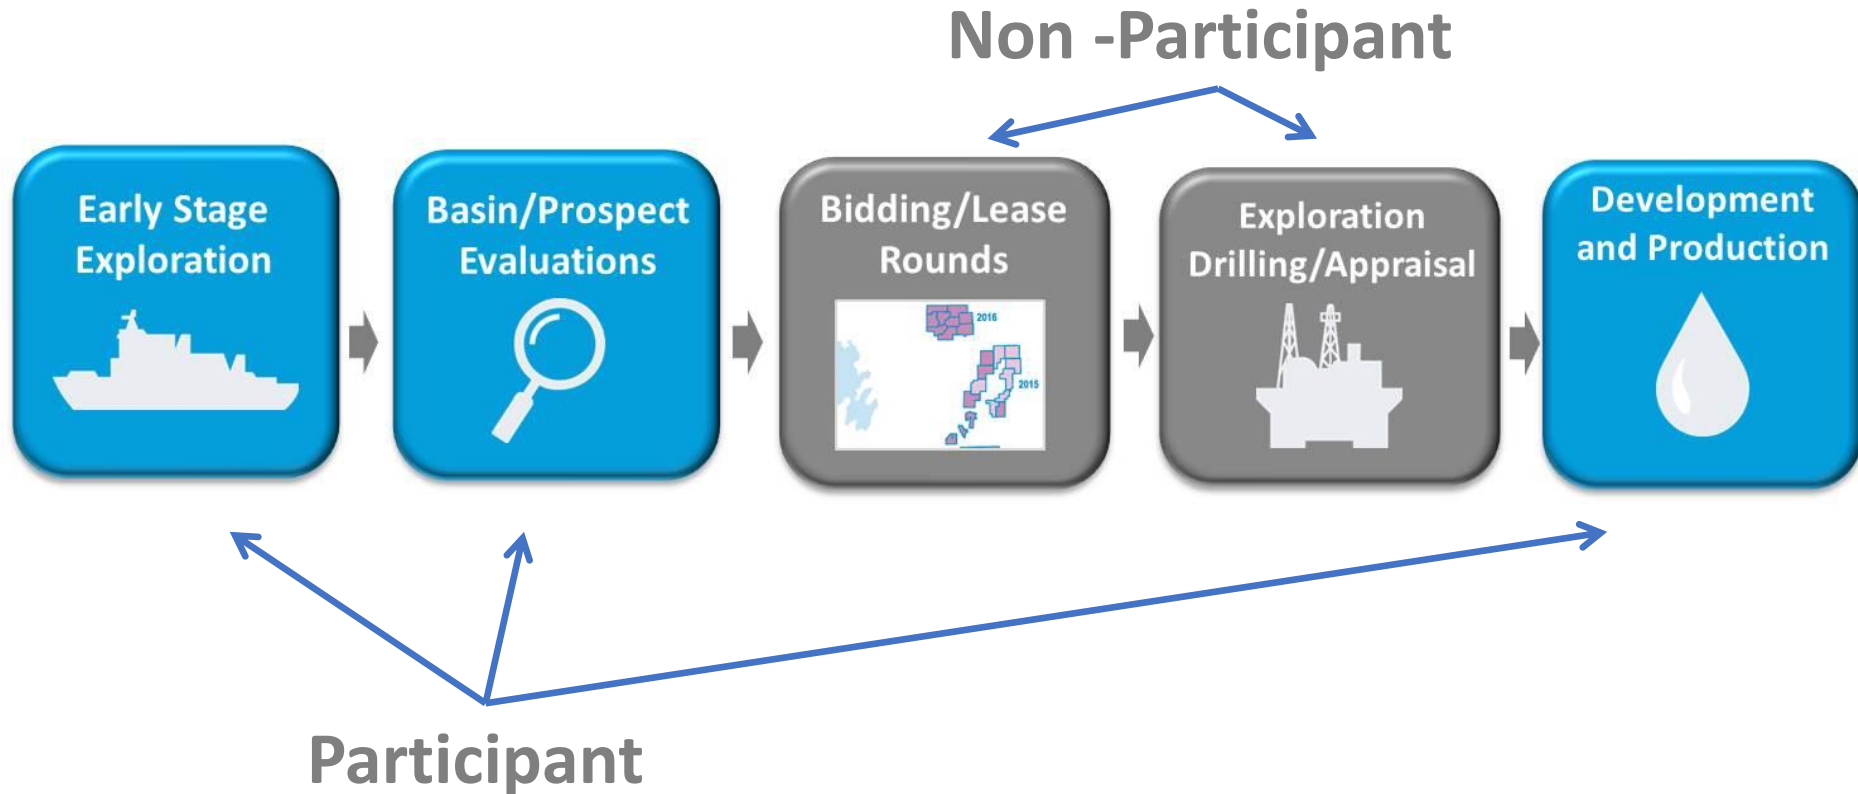 Non -Participant
Early Stage
Exploration
Basin/Prospect
Evaluations
Bidding/Lease
Rounds
2016
2015
Exploration
Drilling/Appraisal
Development
and Production
Participant